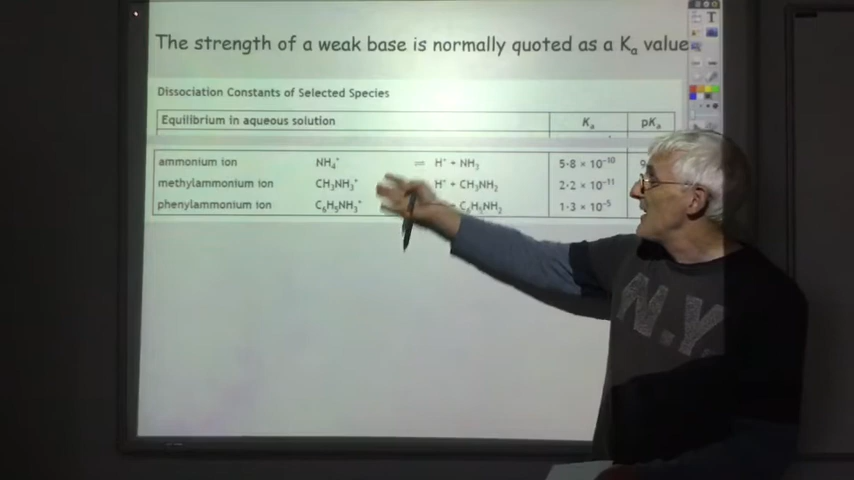 The strength of a weak base is normally quoted as a Kₐ value
T
Dissociation Constants of Selected Species
Equilibrium in aqueous solution Kₐ pKₐ
ammonium ion NH₄⁺ = H⁺ + NH₃ 5·8 × 10⁻¹⁰ 9
methylammonium ion CH₃NH₃⁺ H⁺ + CH₃NH₂ 2·2 × 10⁻¹¹
phenylammonium ion C₆H₅NH₃⁺ C₆H₅NH₂ 1·3 × 10⁻⁵
N.Y.